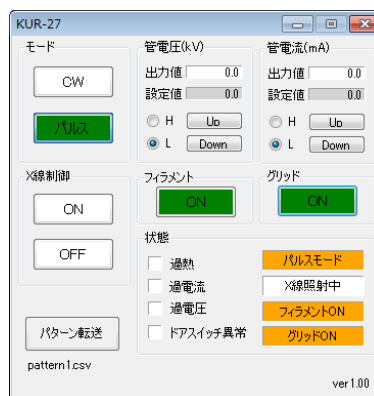 KUR-27
モード
CW
パルス
管電圧(kV)
出力値 0.0
設定値 0.0
H Up
L Down
管電流(mA)
出力値 0.0
設定値 0.0
H Up
L Down
X線制御
ON
OFF
フィラメント
ON
グリッド
ON
状態
過熱
過電流
過電圧
ドアスイッチ異常
パルスモード
X線照射中
フィラメントON
グリッドON
パターン転送
pattern1.csv
ver1.00